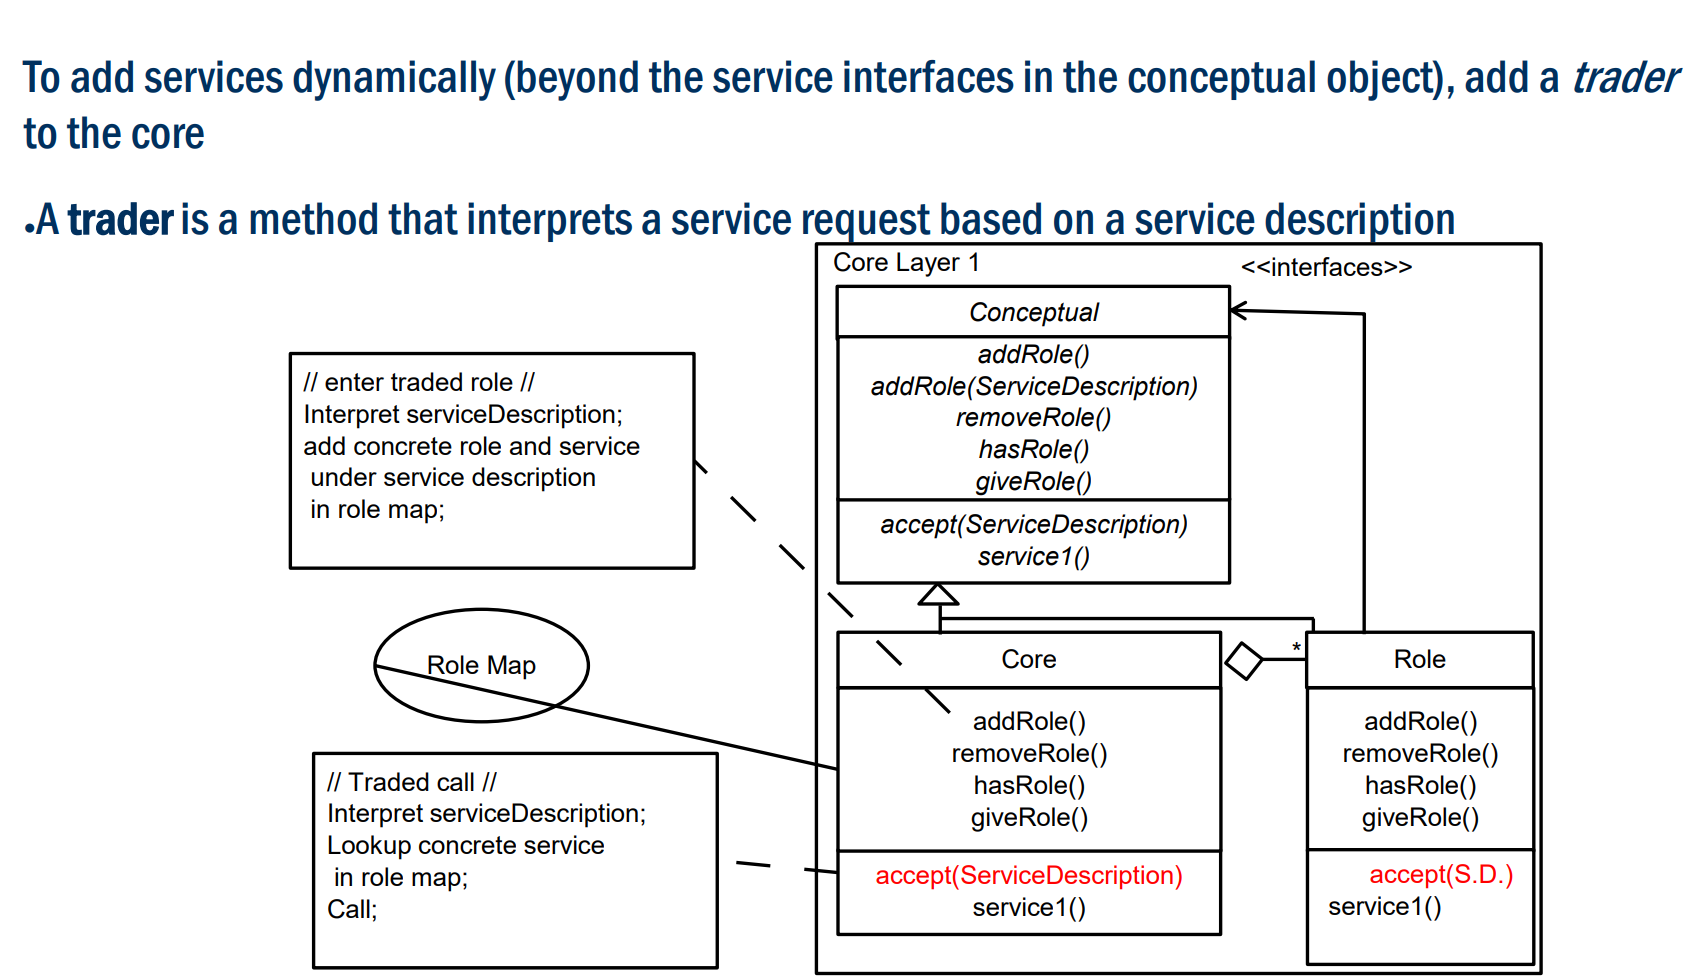 To add services dynamically (beyond the service interfaces in the conceptual object), add a trader
to the core
•A trader is a method that interprets a service request based on a service description
Core Layer 1
<<interfaces>>
Conceptual
addRole()
addRole(ServiceDescription)
removeRole()
hasRole()
giveRole()
accept(ServiceDescription)
service1()
// enter traded role //
Interpret serviceDescription;
add concrete role and service
under service description
in role map;
Role Map
// Traded call //
Interpret serviceDescription;
Lookup concrete service
in role map;
Call;
Core
addRole()
removeRole()
hasRole()
giveRole()
accept(ServiceDescription)
service1()
*
Role
addRole()
removeRole()
hasRole()
giveRole()
accept(S.D.)
service1()